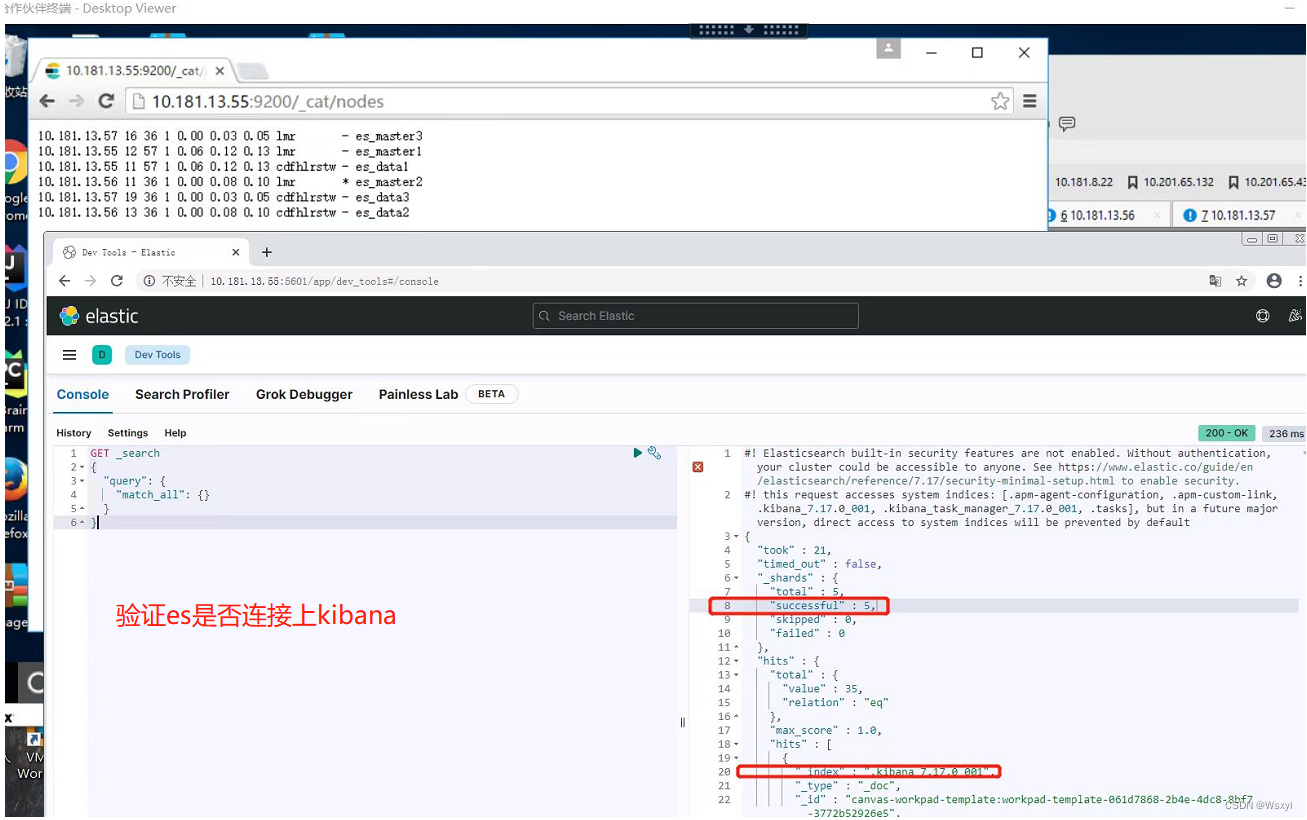 合作伙伴终端 - Desktop Viewer
10.181.13.55:9200/_cat/
10.181.13.55:9200/_cat/nodes
10.181.13.57 16 36 1 0.00 0.03 0.05 lmr - es_master3
10.181.13.55 12 57 1 0.06 0.12 0.13 lmr - es_master1
10.181.13.55 11 57 1 0.06 0.12 0.13 cdfhlrstw - es_data1
10.181.13.56 11 36 1 0.00 0.08 0.10 lmr * es_master2
10.181.13.57 19 36 1 0.00 0.03 0.05 cdfhlrstw - es_data3
10.181.13.56 13 36 1 0.00 0.08 0.10 cdfhlrstw - es_data2
10.181.8.22 10.201.65.132 10.201.65.43
6 10.181.13.56 7 10.181.13.57
Dev Tools - Elastic
不安全 10.181.13.55:5601/app/dev_tools#/console
elastic
Search Elastic
D Dev Tools
Console Search Profiler Grok Debugger Painless Lab BETA
History Settings Help
200 - OK 236 ms
1 GET _search
2 {
3 "query": {
4 "match_all": {}
5 }
6 }
验证es是否连接上kibana
1 #! Elasticsearch built-in security features are not enabled. Without authentication,
your cluster could be accessible to anyone. See https://www.elastic.co/guide/en
/elasticsearch/reference/7.17/security-minimal-setup.html to enable security.
2 #! this request accesses system indices: [.apm-agent-configuration, .apm-custom-link,
.kibana_7.17.0_001, .kibana_task_manager_7.17.0_001, .tasks], but in a future major
version, direct access to system indices will be prevented by default
3 {
4 "took" : 21,
5 "timed_out" : false,
6 "_shards" : {
7 "total" : 5,
8 "successful" : 5,
9 "skipped" : 0,
10 "failed" : 0
11 },
12 "hits" : {
13 "total" : {
14 "value" : 35,
15 "relation" : "eq"
16 },
17 "max_score" : 1.0,
18 "hits" : [
19 {
20 "_index" : ".kibana_7.17.0_001",
21 "_type" : "_doc",
22 "_id" : "canvas-workpad-template:workpad-template-061d7868-2b4e-4dc8-8bf7
-3772b52926e5",
CSDN @Wsxyi